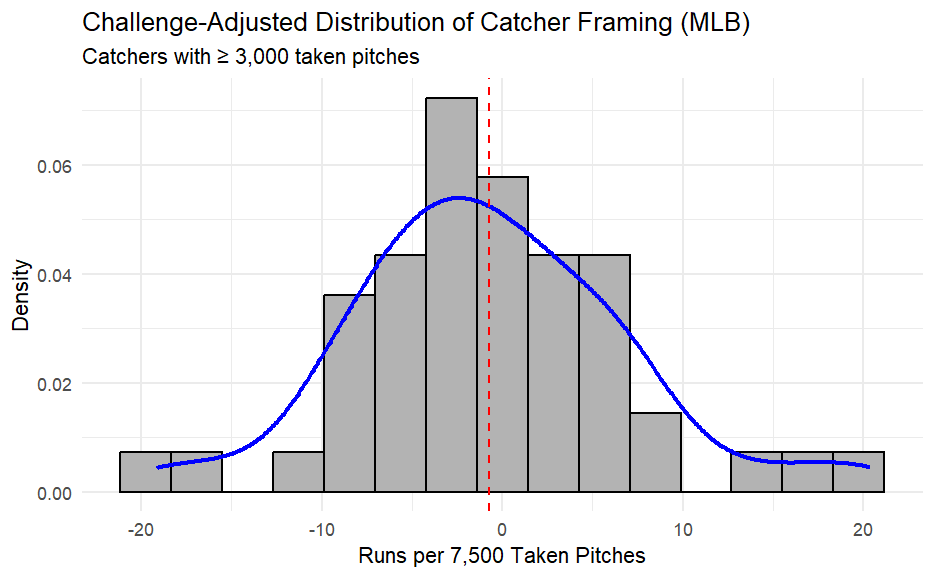 Challenge-Adjusted Distribution of Catcher Framing (MLB)
Catchers with ≥ 3,000 taken pitches
Density
0.06
0.04
0.02
0.00
-20 -10 0 10 20
Runs per 7,500 Taken Pitches